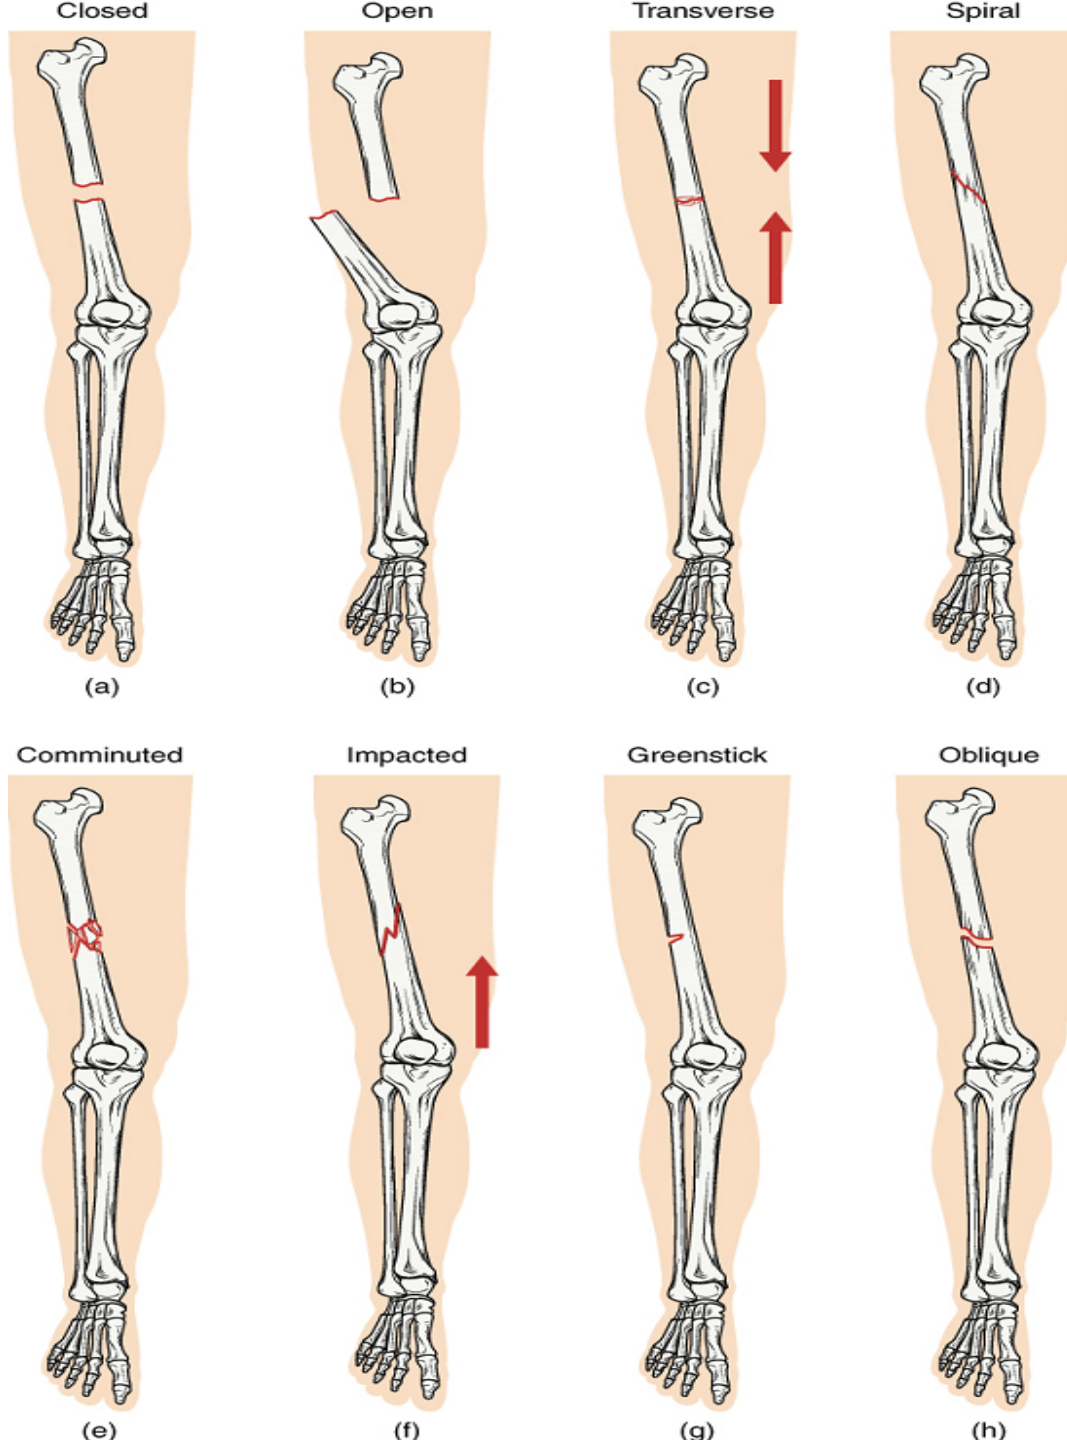 Closed Open Transverse Spiral
(a) (b) (c) (d)
Comminuted Impacted Greenstick Oblique
(e) (f) (g) (h)